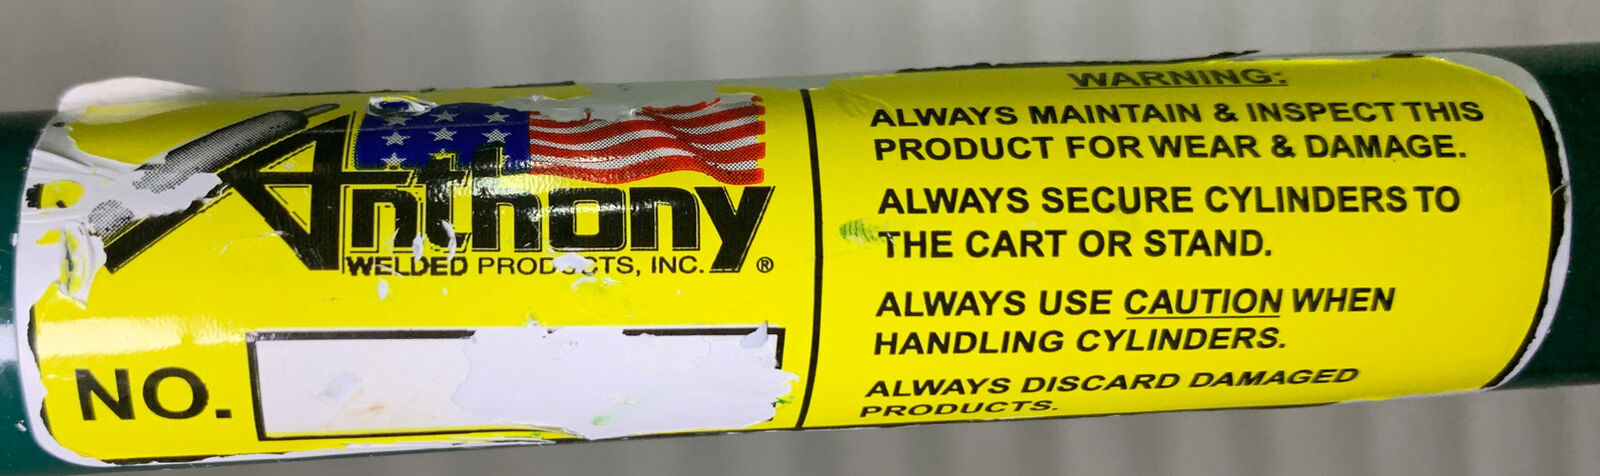 Anthony
WELDED PRODUCTS, INC. ®
NO.
WARNING:
ALWAYS MAINTAIN & INSPECT THIS
PRODUCT FOR WEAR & DAMAGE.
ALWAYS SECURE CYLINDERS TO
THE CART OR STAND.
ALWAYS USE CAUTION WHEN
HANDLING CYLINDERS.
ALWAYS DISCARD DAMAGED
PRODUCTS.